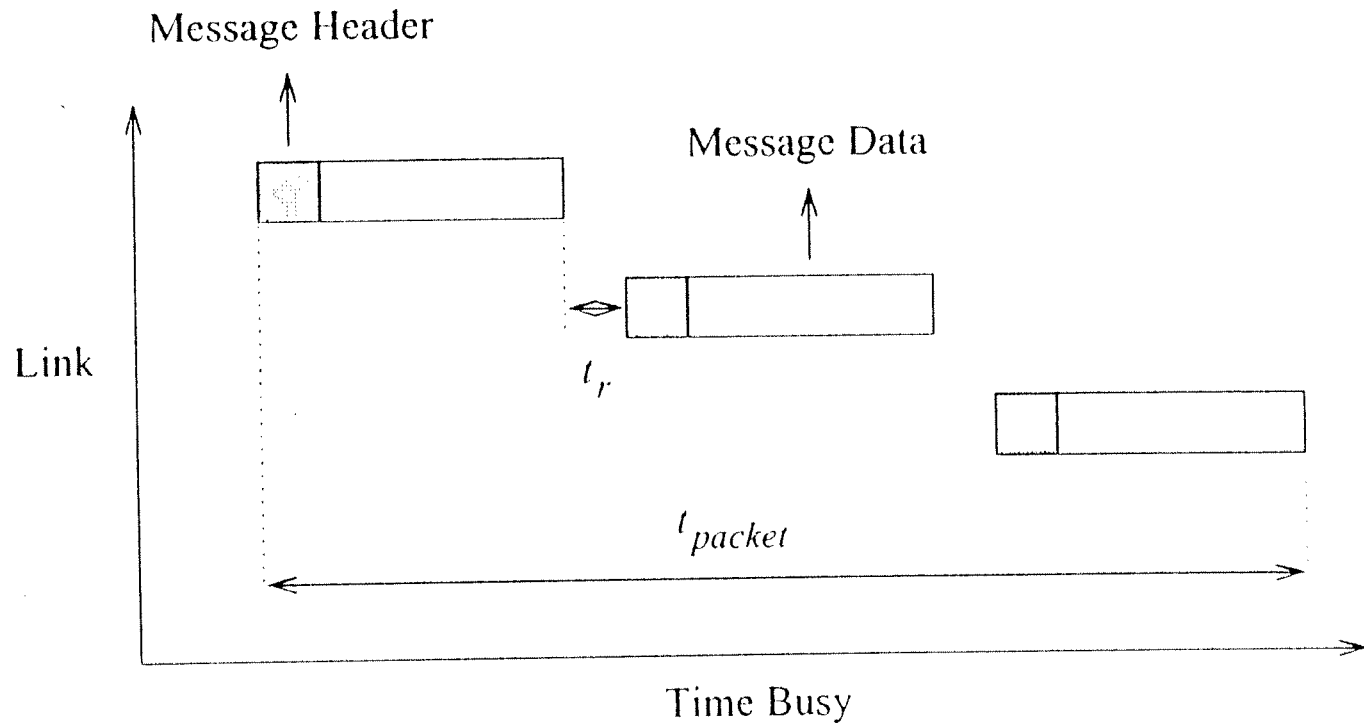 Message Header
Message Data
Link
t_r
t_packet
Time Busy